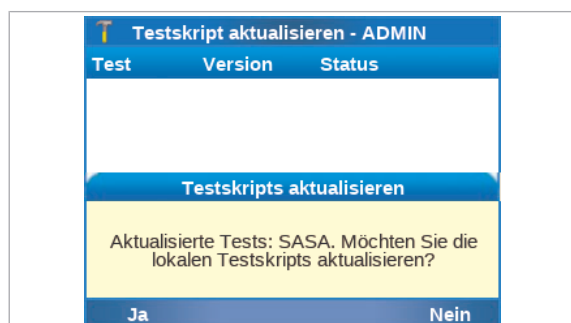 Testskript aktualisieren - ADMIN
Test Version Status
Testskripts aktualisieren
Aktualisierte Tests: SASA. Möchten Sie die
lokalen Testskripts aktualisieren?
Ja Nein